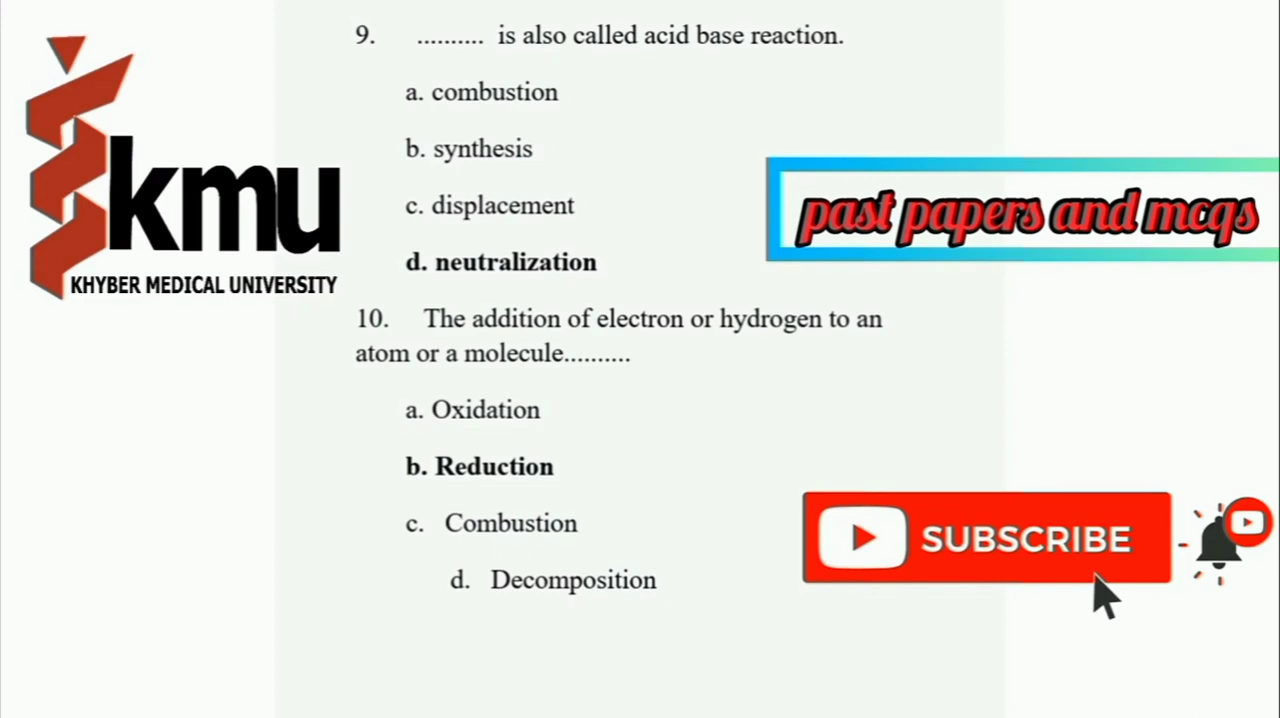 9. .......... is also called acid base reaction.
a. combustion
b. synthesis
c. displacement
d. neutralization
10. The addition of electron or hydrogen to an
atom or a molecule..........
a. Oxidation
b. Reduction
c. Combustion
d. Decomposition
kmu
KHYBER MEDICAL UNIVERSITY
past papers and mcqs
SUBSCRIBE